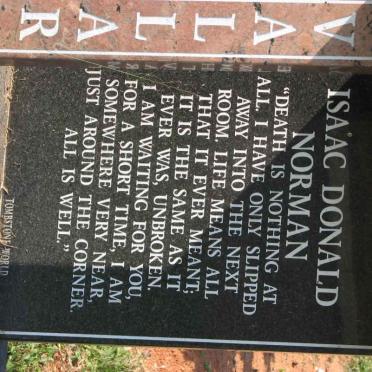 VILLAR
ISAAC DONALD
NORMAN
"DEATH IS NOTHING AT
ALL, I HAVE ONLY SLIPPED
AWAY INTO THE NEXT
ROOM. LIFE MEANS ALL
THAT IT EVER MEANT;
IT IS THE SAME AS IT
EVER WAS, UNBROKEN.
I AM WAITING FOR YOU,
FOR A SHORT TIME. I AM
SOMEWHERE VERY NEAR,
JUST AROUND THE CORNER.
ALL IS WELL."
TOMBSTONE WORLD